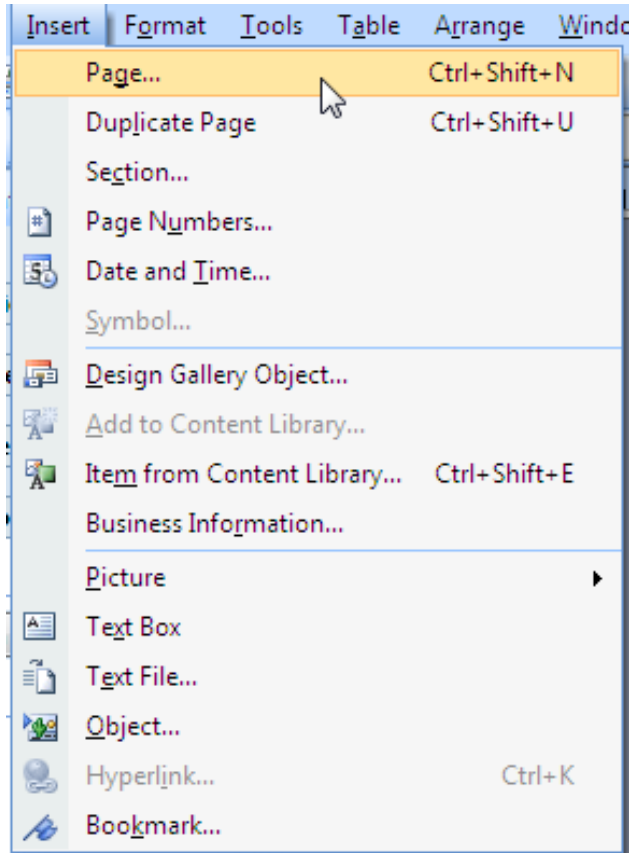 Insert Format Tools Table Arrange Windo
Page... Ctrl+Shift+N
Duplicate Page Ctrl+Shift+U
Section...
Page Numbers...
Date and Time...
Symbol...
Design Gallery Object...
Add to Content Library...
Item from Content Library... Ctrl+Shift+E
Business Information...
Picture
Text Box
Text File...
Object...
Hyperlink... Ctrl+K
Bookmark...